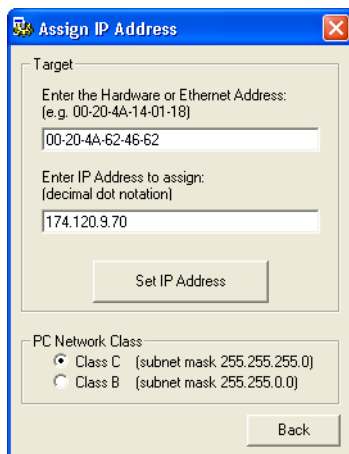 Assign IP Address
Target
Enter the Hardware or Ethernet Address:
(e.g. 00-20-4A-14-01-18)
00-20-4A-62-46-62
Enter IP Address to assign:
(decimal dot notation)
174.120.9.70
Set IP Address
PC Network Class
Class C (subnet mask 255.255.255.0)
Class B (subnet mask 255.255.0.0)
Back